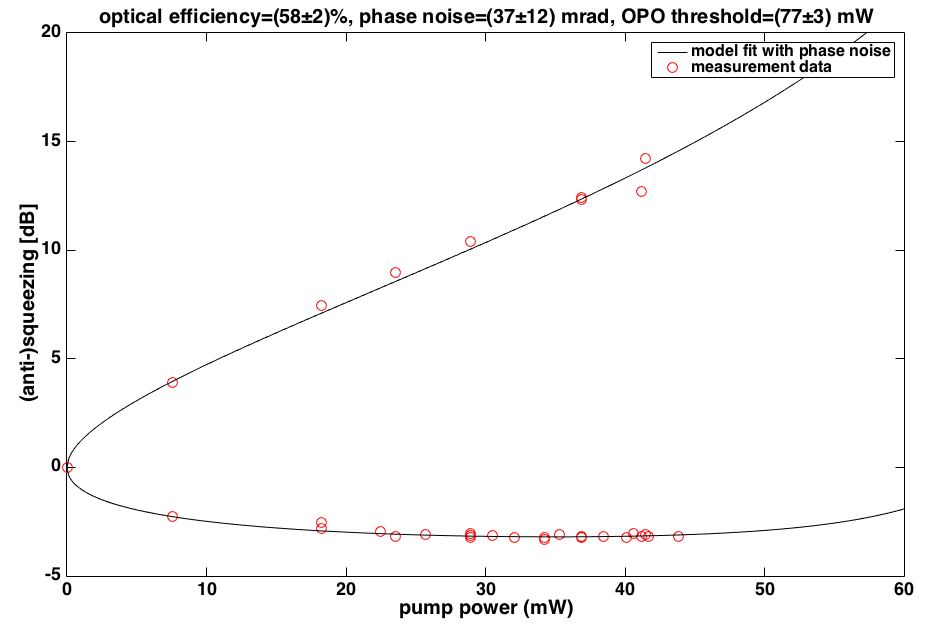 optical efficiency=(58±2)%, phase noise=(37±12) mrad, OPO threshold=(77±3) mW
20
model fit with phase noise
measurement data
15
10
5
0
-5
(anti-)squeezing [dB]
0 10 20 30 40 50 60
pump power (mW)